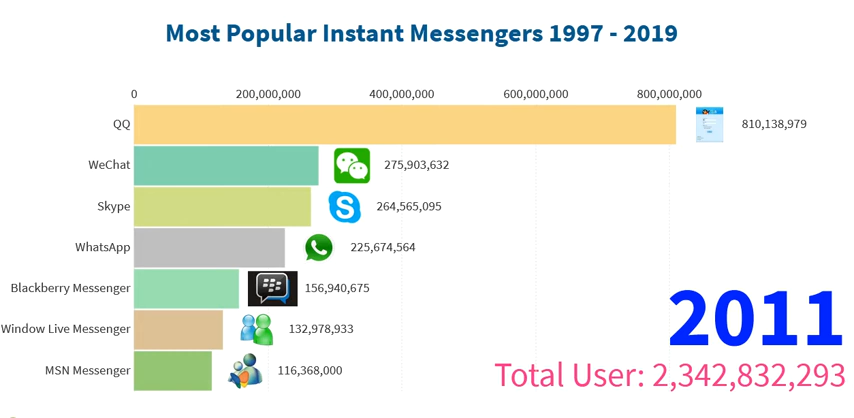 Most Popular Instant Messengers 1997 - 2019
0 200,000,000 400,000,000 600,000,000 800,000,000
QQ 810,138,979
WeChat 275,903,632
Skype 264,565,095
WhatsApp 225,674,564
Blackberry Messenger 156,940,675
Window Live Messenger 132,978,933
MSN Messenger 116,368,000
2011
Total User: 2,342,832,293